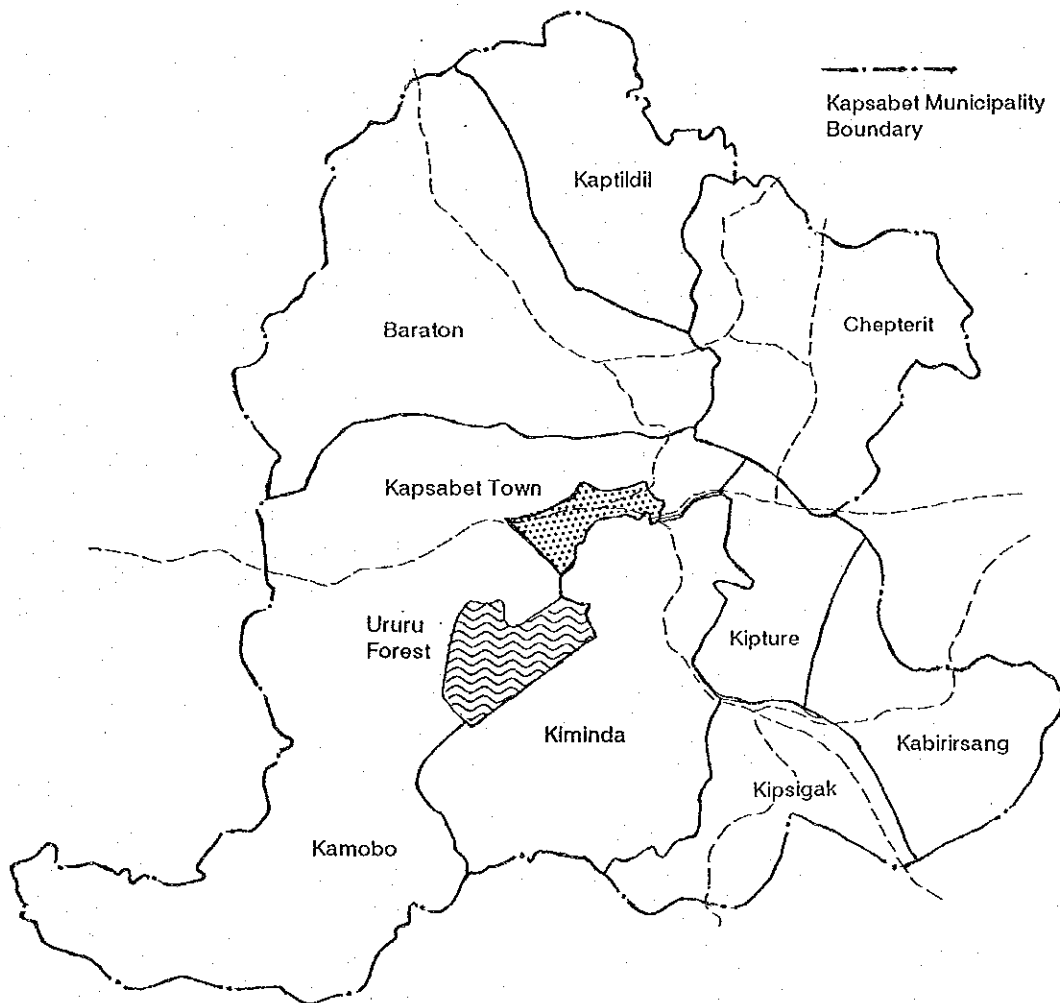 Kapsabet Municipality
Boundary
Kaptildil
Chepterit
Baraton
Kapsabet Town
Ururu
Forest
Kipture
Kiminda
Kabirirsang
Kipsigak
Kamobo